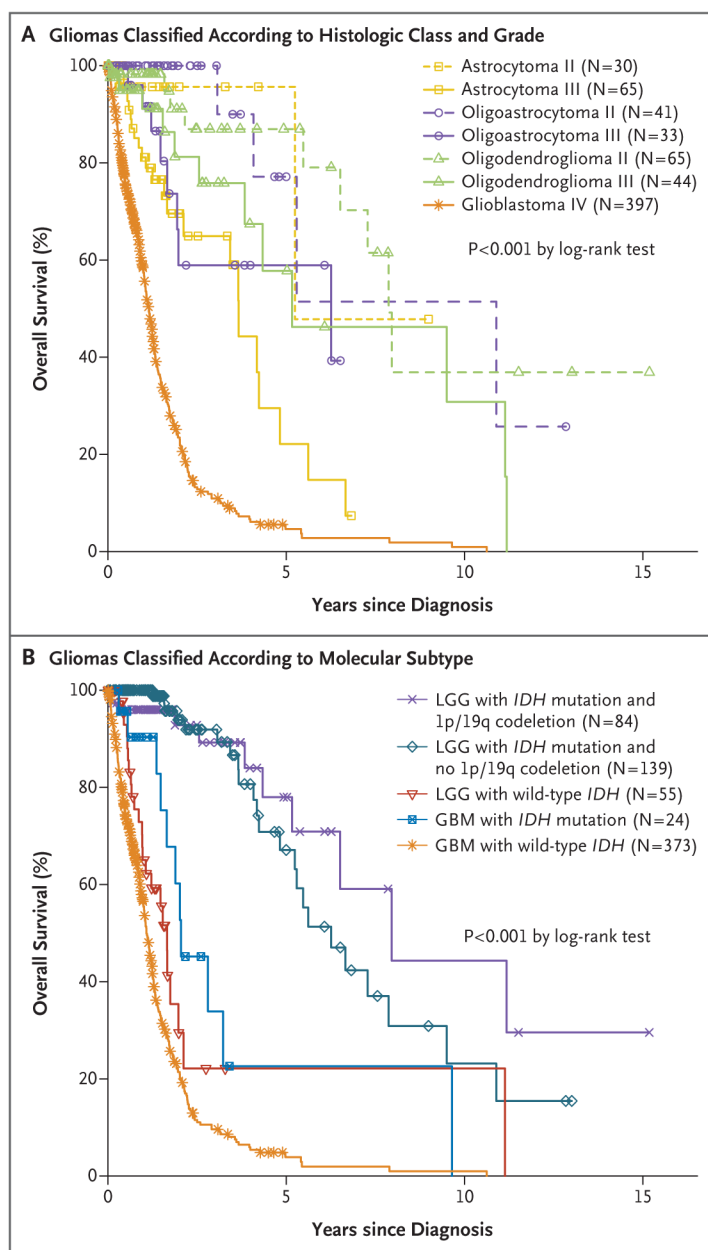 A Gliomas Classified According to Histologic Class and Grade
100
80
60
40
20
0
Overall Survival (%)
0 5 10 15
Years since Diagnosis
Astrocytoma II (N=30)
Astrocytoma III (N=65)
Oligoastrocytoma II (N=41)
Oligoastrocytoma III (N=33)
Oligodendroglioma II (N=65)
Oligodendroglioma III (N=44)
Glioblastoma IV (N=397)
P<0.001 by log-rank test
B Gliomas Classified According to Molecular Subtype
100
80
60
40
20
0
Overall Survival (%)
0 5 10 15
Years since Diagnosis
LGG with IDH mutation and
1p/19q codeletion (N=84)
LGG with IDH mutation and
no 1p/19q codeletion (N=139)
LGG with wild-type IDH (N=55)
GBM with IDH mutation (N=24)
GBM with wild-type IDH (N=373)
P<0.001 by log-rank test